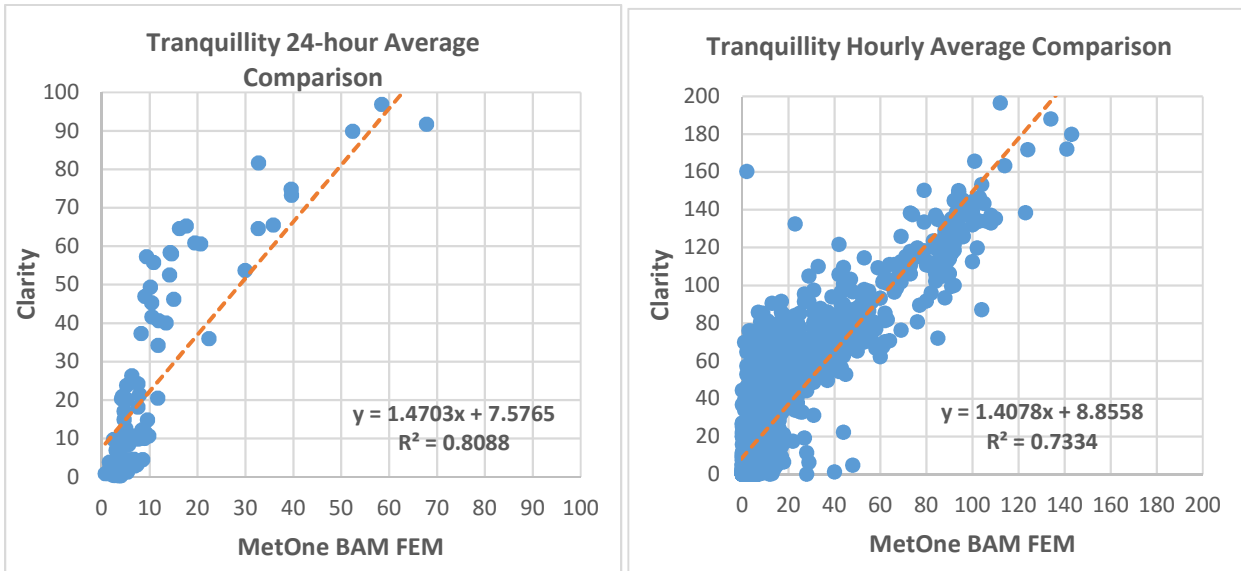 Tranquillity 24-hour Average
Comparison
100
90
80
70
60
50
40
30
20
10
0
0 10 20 30 40 50 60 70 80 90 100
Clarity
MetOne BAM FEM
y = 1.4703x + 7.5765
R² = 0.8088
Tranquillity Hourly Average Comparison
200
180
160
140
120
100
80
60
40
20
0
0 20 40 60 80 100 120 140 160 180 200
Clarity
MetOne BAM FEM
y = 1.4078x + 8.8558
R² = 0.7334